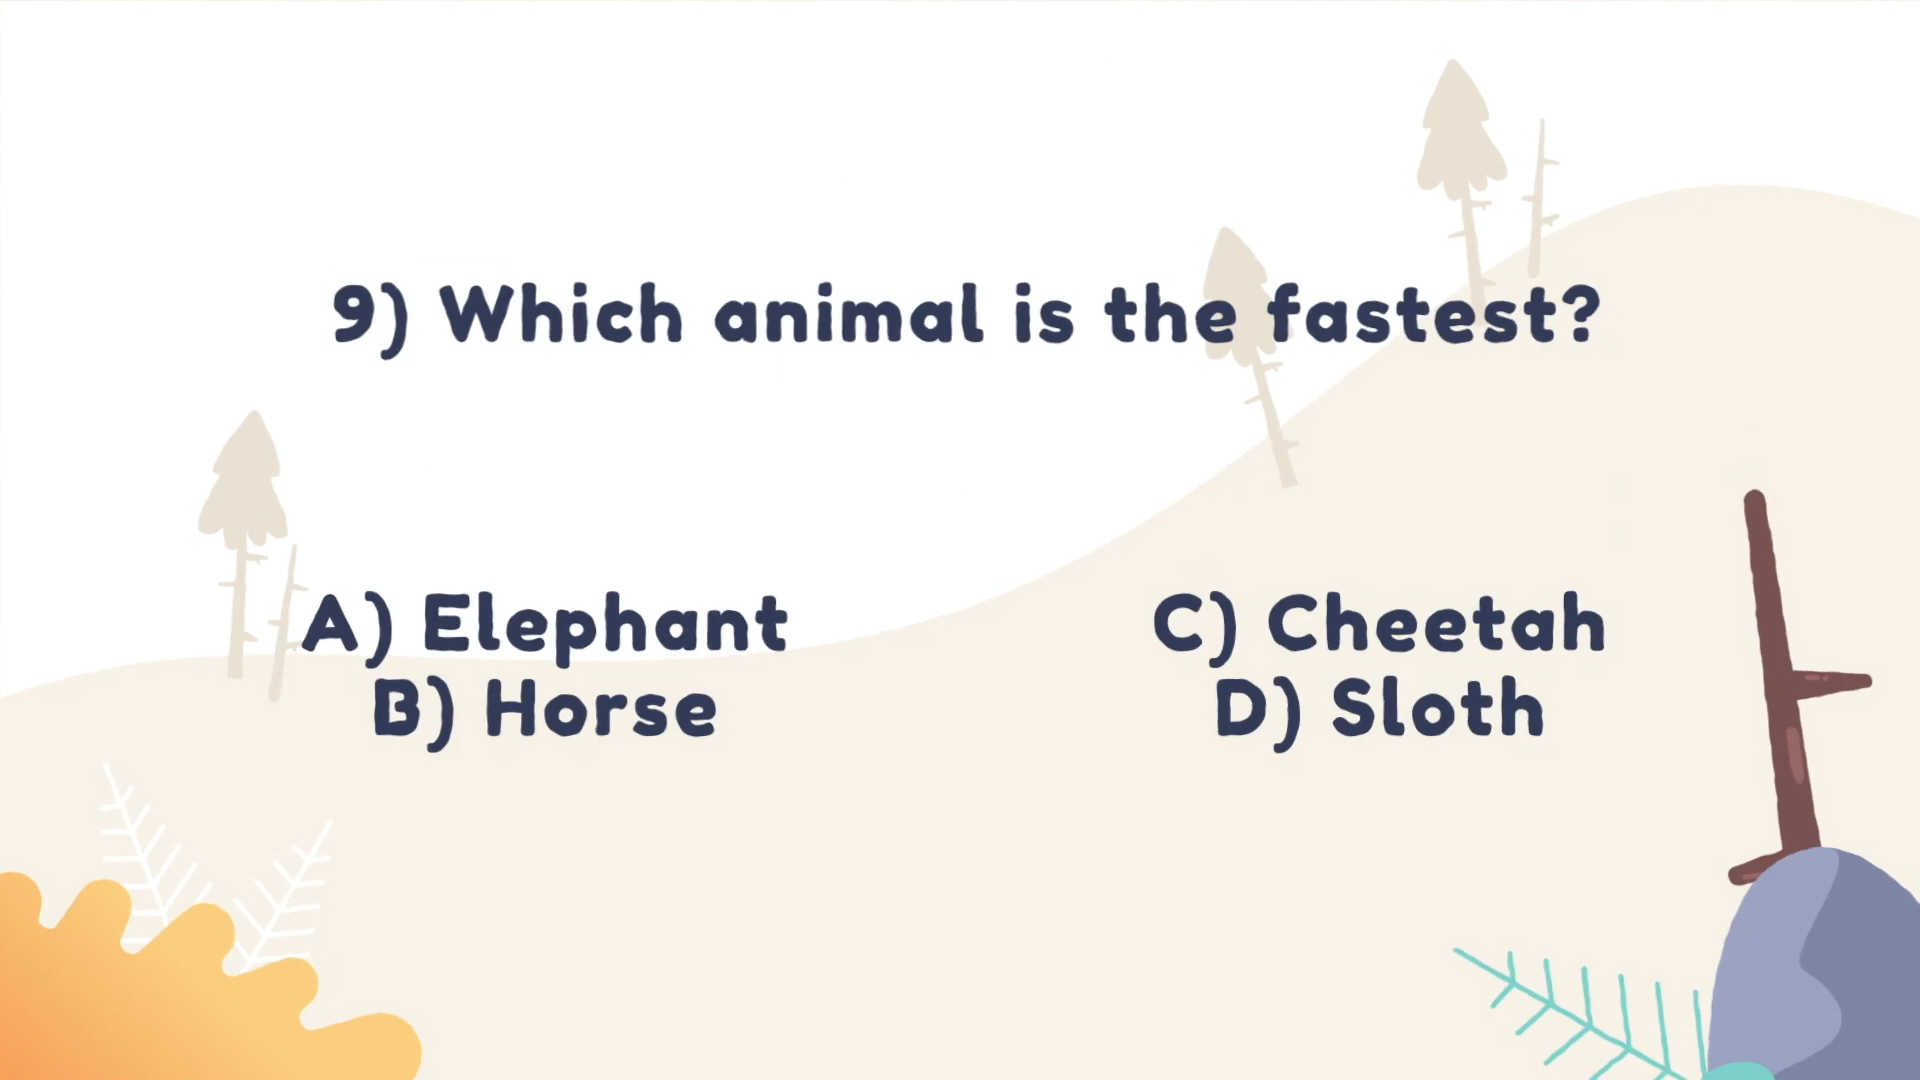 9) Which animal is the fastest?
A) Elephant
B) Horse
C) Cheetah
D) Sloth